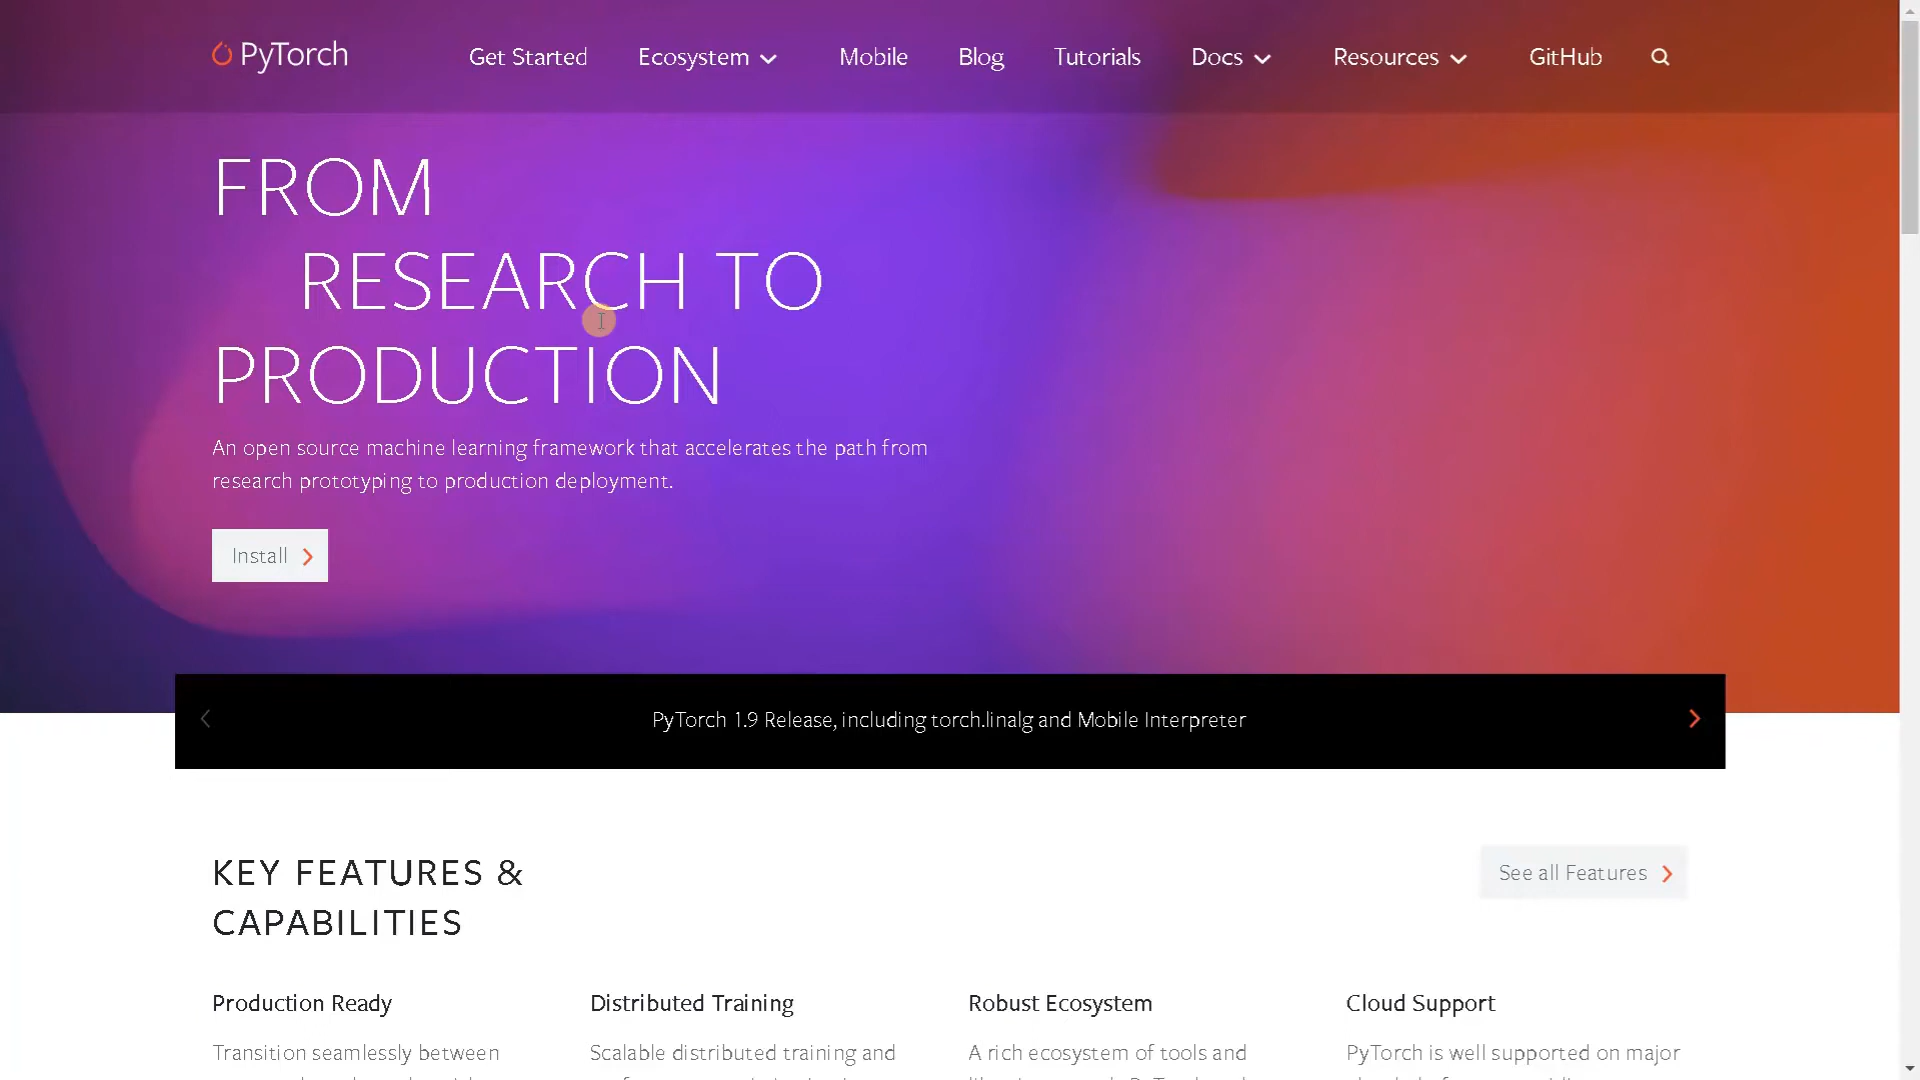 PyTorch
Get Started
Ecosystem
Mobile
Blog
Tutorials
Docs
Resources
GitHub
FROM
RESEARCH TO
PRODUCTION
An open source machine learning framework that accelerates the path from
research prototyping to production deployment.
Install
PyTorch 1.9 Release, including torch.linalg and Mobile Interpreter
KEY FEATURES &
CAPABILITIES
See all Features
Production Ready
Distributed Training
Robust Ecosystem
Cloud Support
Transition seamlessly between
Scalable distributed training and
A rich ecosystem of tools and
PyTorch is well supported on major